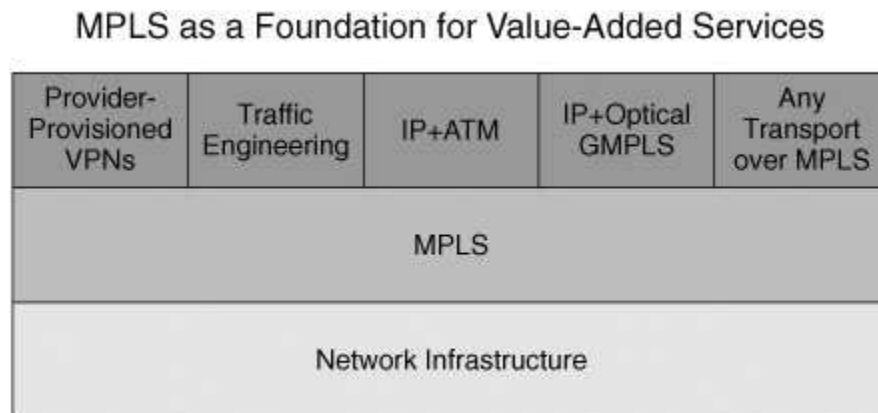 MPLS as a Foundation for Value-Added Services
Provider-
Provisioned
VPNs
Traffic
Engineering
IP+ATM
IP+Optical
GMPLS
Any
Transport
over MPLS
MPLS
Network Infrastructure